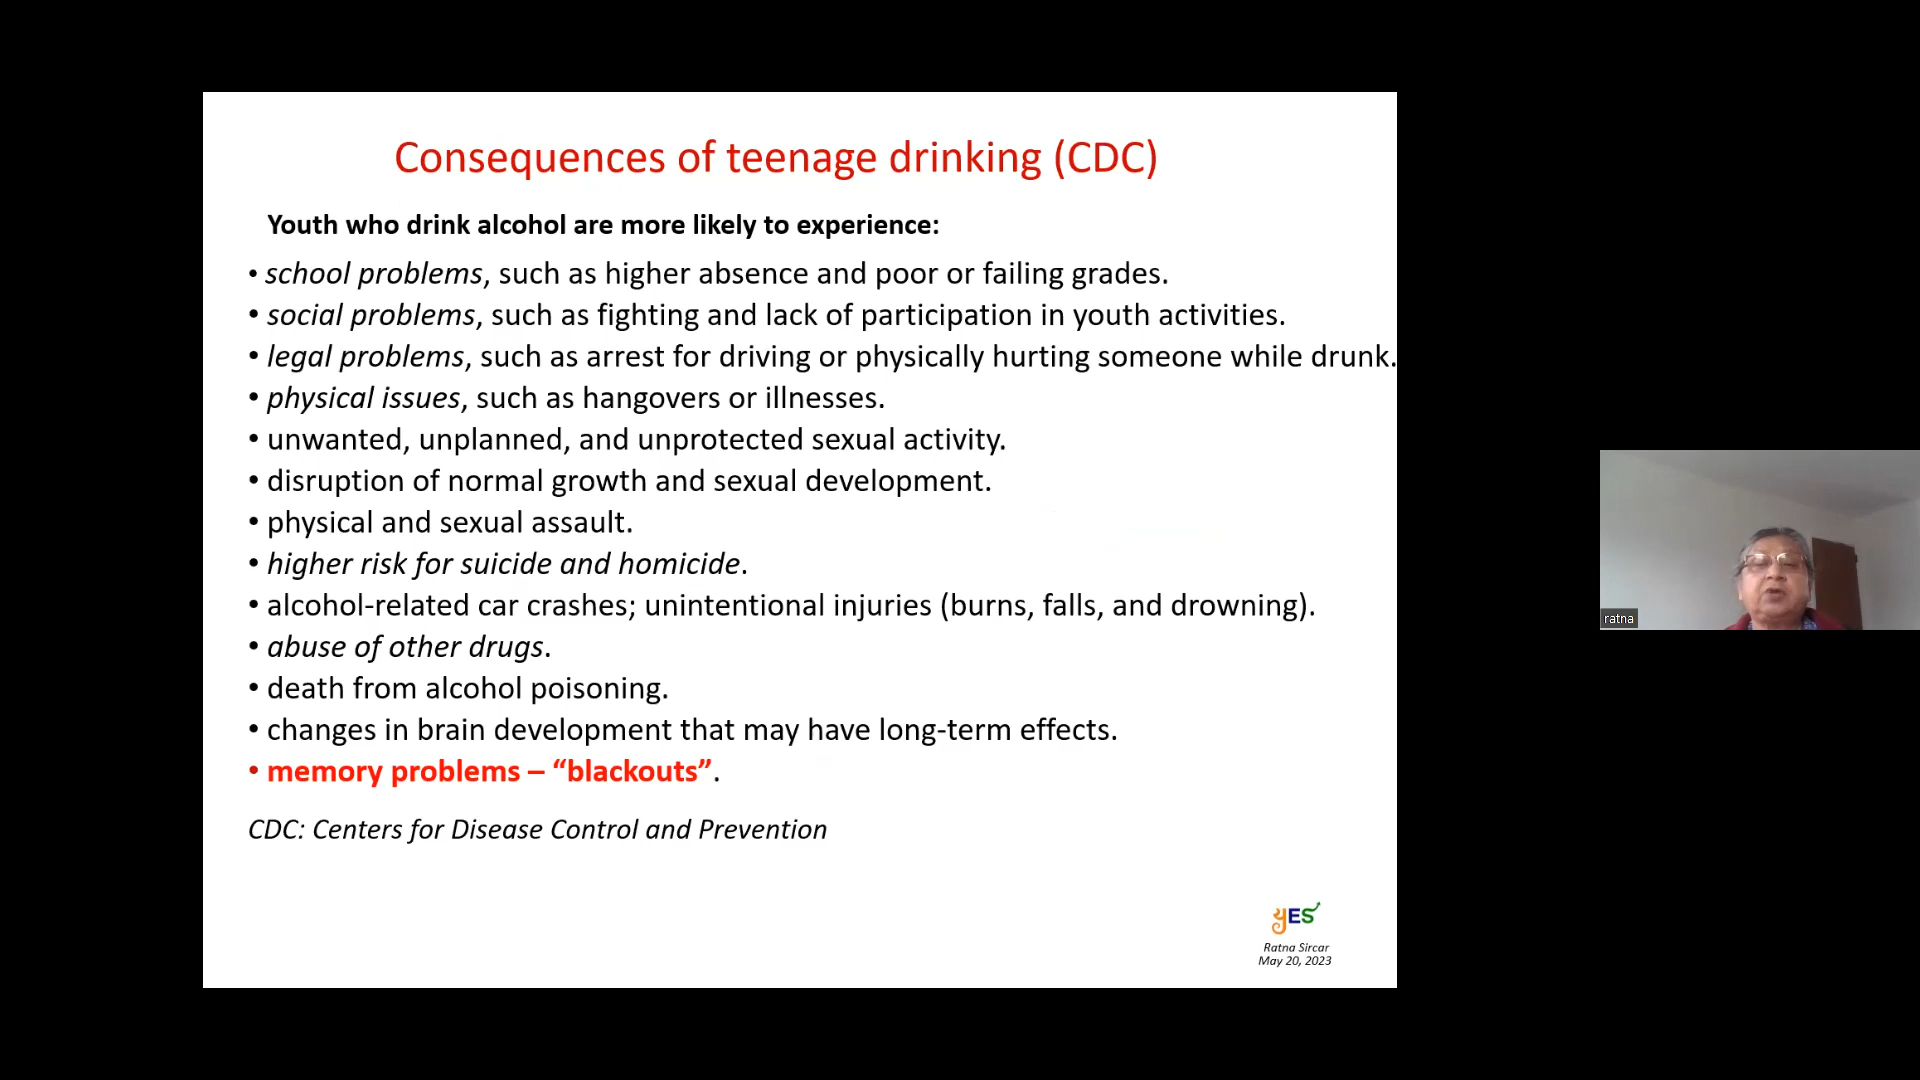 Consequences of teenage drinking (CDC)
Youth who drink alcohol are more likely to experience:
• school problems, such as higher absence and poor or failing grades.
• social problems, such as fighting and lack of participation in youth activities.
• legal problems, such as arrest for driving or physically hurting someone while drunk.
• physical issues, such as hangovers or illnesses.
• unwanted, unplanned, and unprotected sexual activity.
• disruption of normal growth and sexual development.
• physical and sexual assault.
• higher risk for suicide and homicide.
• alcohol-related car crashes; unintentional injuries (burns, falls, and drowning).
• abuse of other drugs.
• death from alcohol poisoning.
• changes in brain development that may have long-term effects.
• memory problems – “blackouts”.
CDC: Centers for Disease Control and Prevention
yES
Ratna Sircar
May 20, 2023
ratna